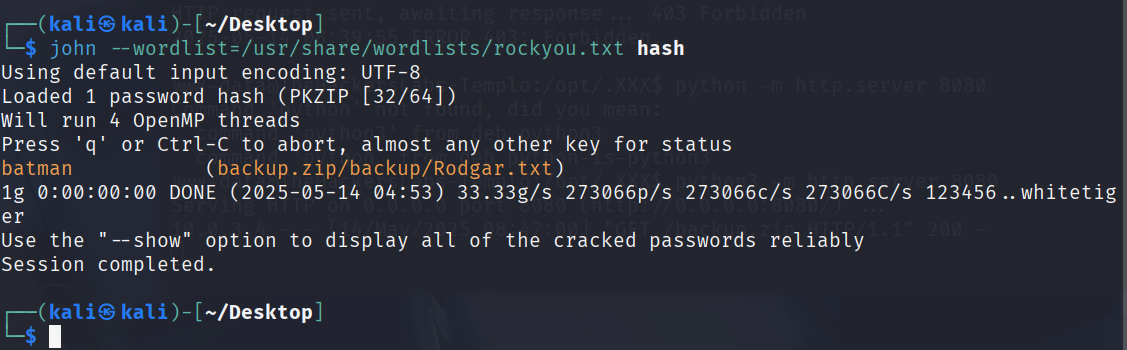 ┌──(kali㉿kali)-[~/Desktop]
└─$ john --wordlist=/usr/share/wordlists/rockyou.txt hash
Using default input encoding: UTF-8
Loaded 1 password hash (PKZIP [32/64])
Will run 4 OpenMP threads
Press 'q' or Ctrl-C to abort, almost any other key for status
batman           (backup.zip/backup/Rodgar.txt)
1g 0:00:00:00 DONE (2025-05-14 04:53) 33.33g/s 273066p/s 273066c/s 273066C/s 123456..whitetig
er
Use the "--show" option to display all of the cracked passwords reliably
Session completed.
┌──(kali㉿kali)-[~/Desktop]
└─$